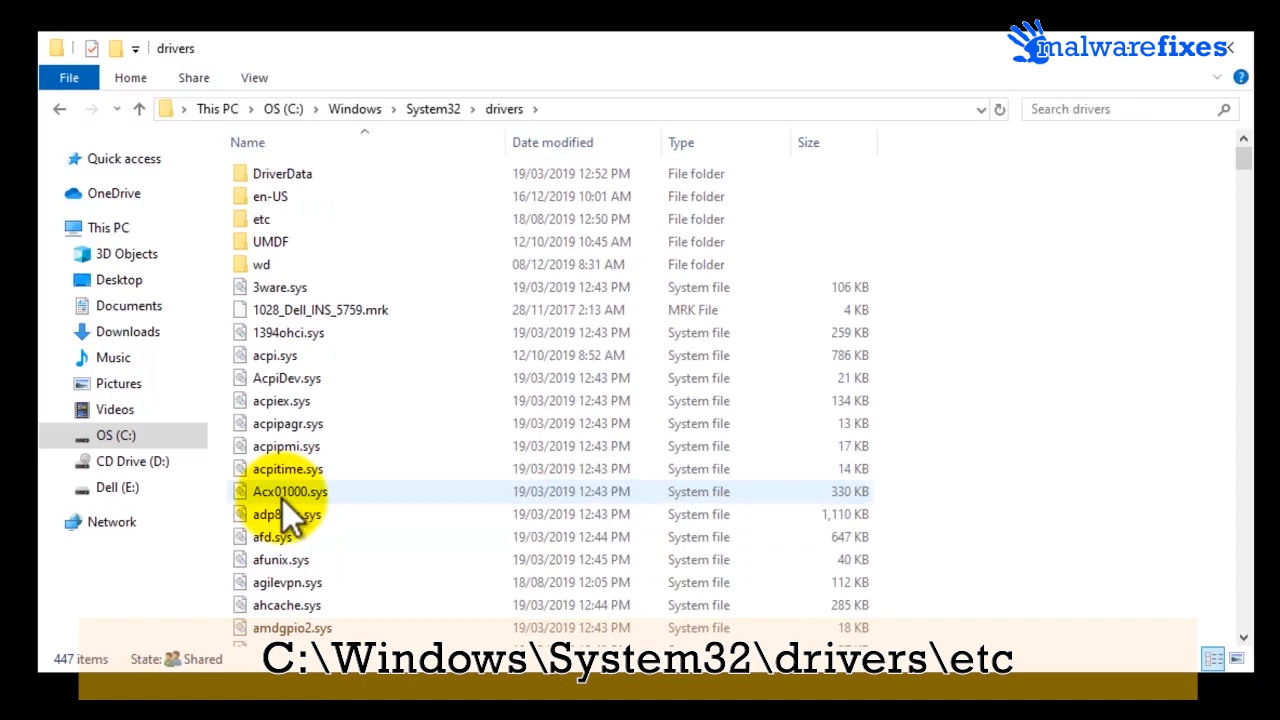 drivers
malwarefixes
File Home Share View
This PC OS (C:) Windows System32 drivers
Search drivers
Name Date modified Type Size
Quick access
OneDrive
This PC
3D Objects
Desktop
Documents
Downloads
Music
Pictures
Videos
OS (C:)
CD Drive (D:)
Dell (E:)
Network
DriverData 19/03/2019 12:52 PM File folder
en-US 16/12/2019 10:01 AM File folder
etc 18/08/2019 12:50 PM File folder
UMDF 12/10/2019 10:45 AM File folder
wd 08/12/2019 8:31 AM File folder
3ware.sys 19/03/2019 12:43 PM System file 106 KB
1028_Dell_INS_5759.mrk 28/11/2017 2:13 AM MRK File 4 KB
1394ohci.sys 19/03/2019 12:43 PM System file 259 KB
acpi.sys 12/10/2019 8:52 AM System file 786 KB
AcpiDev.sys 19/03/2019 12:43 PM System file 21 KB
acpiex.sys 19/03/2019 12:43 PM System file 134 KB
acpipagr.sys 19/03/2019 12:43 PM System file 13 KB
acpipmi.sys 19/03/2019 12:43 PM System file 17 KB
acpitime.sys 19/03/2019 12:43 PM System file 14 KB
Acx01000.sys 19/03/2019 12:43 PM System file 330 KB
19/03/2019 12:43 PM System file 1,110 KB
afd.sys 19/03/2019 12:44 PM System file 647 KB
afunix.sys 19/03/2019 12:45 PM System file 40 KB
agilevpn.sys 18/08/2019 12:05 PM System file 112 KB
ahcache.sys 19/03/2019 12:44 PM System file 285 KB
amdgpio2.sys 19/03/2019 12:43 PM System file 18 KB
447 items State: Shared
C:\Windows\System32\drivers\etc